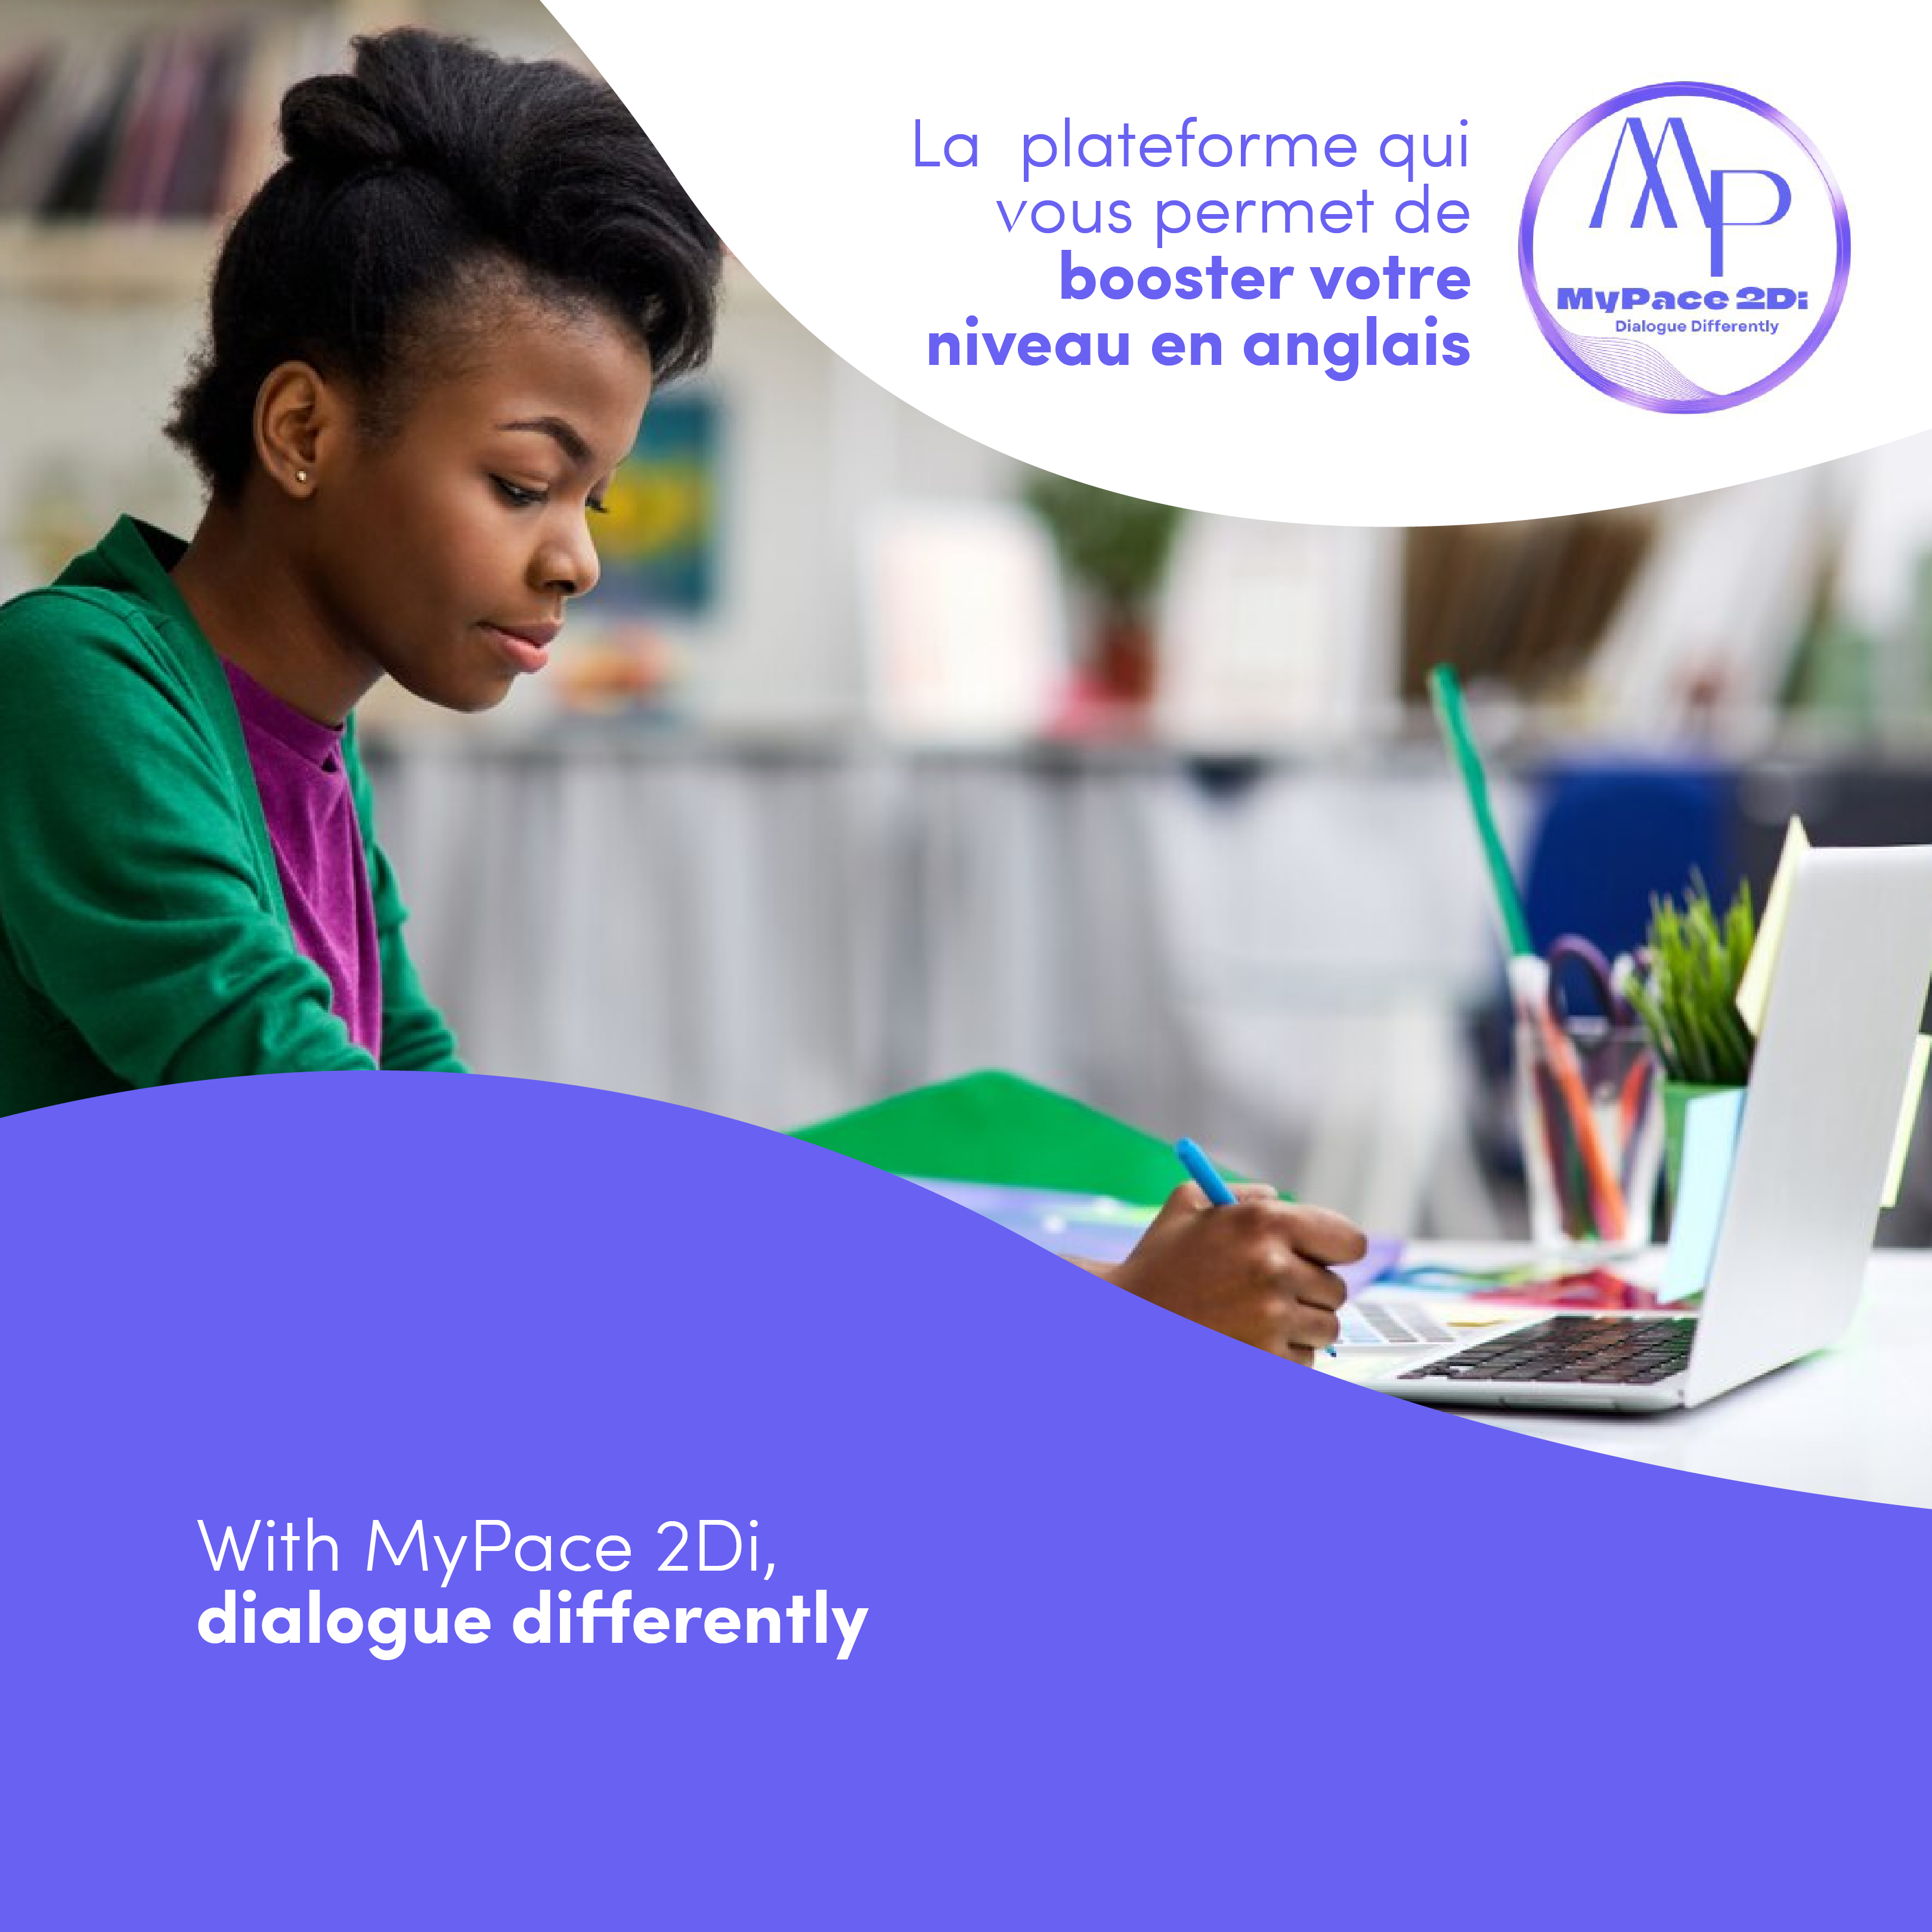 La  plateforme qui
vous permet de
booster votre
niveau en anglais
MP
MyPace 2Di
Dialogue Differently
With MyPace 2Di,
dialogue differently